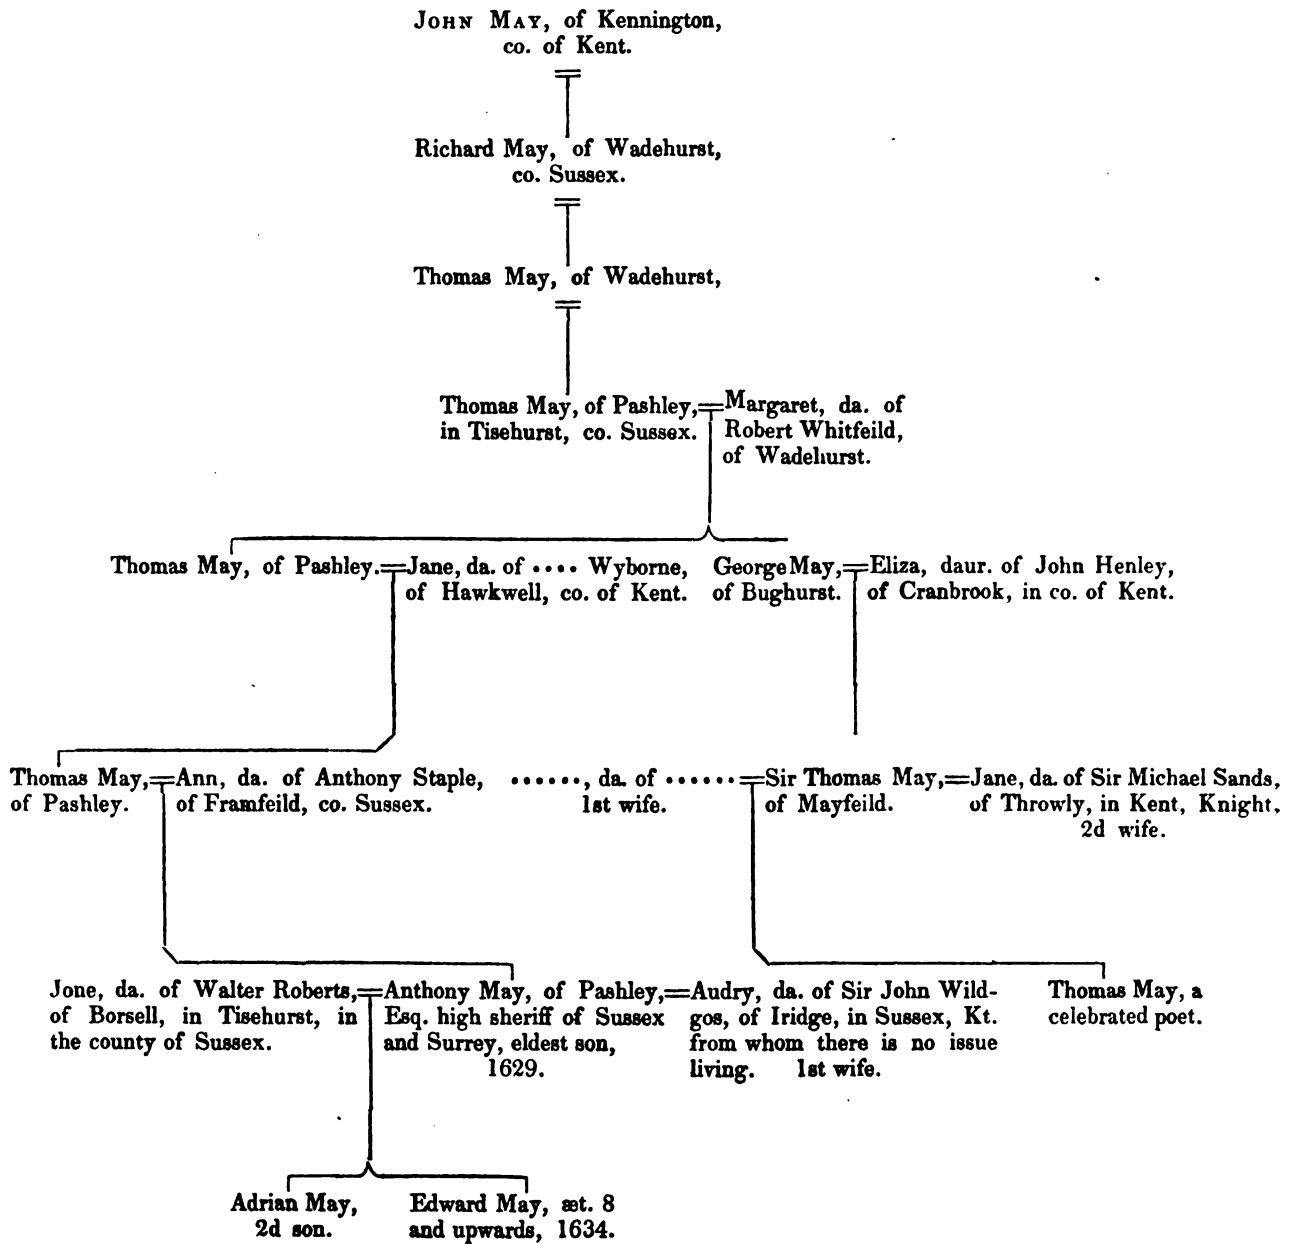 JOHN MAY, of Kennington,
co. of Kent.
Richard May, of Wadehurst,
co. Sussex.
Thomas May, of Wadehurst,
Thomas May, of Pashley,
in Tisehurst, co. Sussex.
Margaret, da. of
Robert Whitfeild,
of Wadehurst.
Thomas May, of Pashley.
Jane, da. of .... Wyborne,
of Hawkwell, co. of Kent.
George May,
of Bughurst.
Eliza, daur. of John Henley,
of Cranbrook, in co. of Kent.
Thomas May,
of Pashley.
Ann, da. of Anthony Staple,
of Framfeild, co. Sussex.
......, da. of ......
1st wife.
Sir Thomas May,
of Mayfeild.
Jane, da. of Sir Michael Sands,
of Throwly, in Kent, Knight,
2d wife.
Jone, da. of Walter Roberts,
of Borsell, in Tisehurst, in
the county of Sussex.
Anthony May, of Pashley,
Esq. high sheriff of Sussex
and Surrey, eldest son,
1629.
Audry, da. of Sir John Wild-
gos, of Iridge, in Sussex, Kt.
from whom there is no issue
living. 1st wife.
Thomas May, a
celebrated poet.
Adrian May,
2d son.
Edward May, æt. 8
and upwards, 1634.